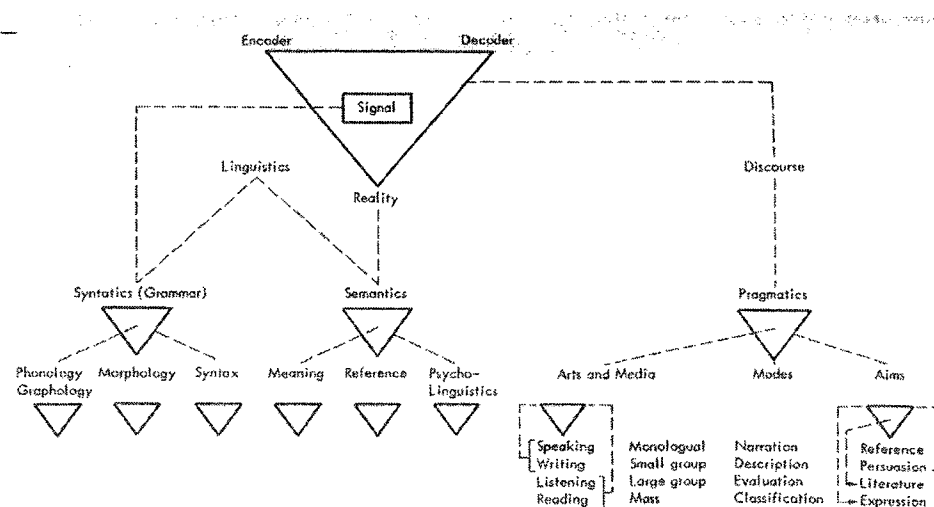 Encoder Decoder
Signal
Linguistics Discourse
Reality
Syntatics (Grammar) Semantics Pragmatics
Phonology Morphology Syntax Meaning Reference Psycho- Arts and Media Modes Aims
Graphology Linguistics
Speaking Monologual Narration Reference
Writing Small group Description Persuasion
Listening Large group Evaluation Literature
Reading Mass Classification Expression